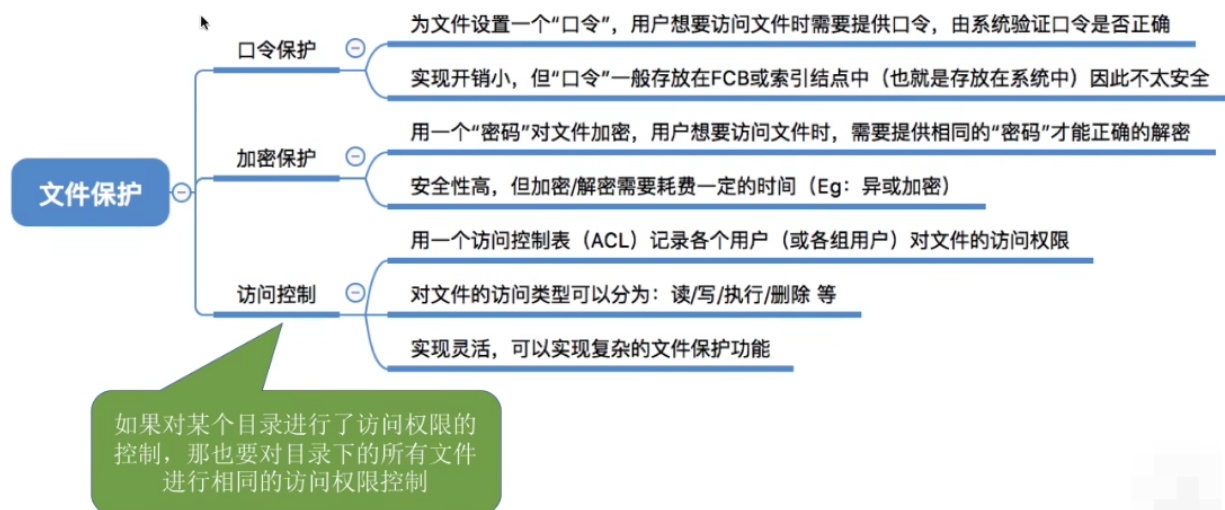 文件保护
口令保护
为文件设置一个“口令”，用户想要访问文件时需要提供口令，由系统验证口令是否正确
实现开销小，但“口令”一般存放在FCB或索引结点中（也就是存放在系统中）因此不太安全
加密保护
用一个“密码”对文件加密，用户想要访问文件时，需要提供相同的“密码”才能正确的解密
安全性高，但加密/解密需要耗费一定的时间（Eg：异或加密）
访问控制
用一个访问控制表（ACL）记录各个用户（或各组用户）对文件的访问权限
对文件的访问类型可以分为：读/写/执行/删除 等
实现灵活，可以实现复杂的文件保护功能
如果对某个目录进行了访问权限的
控制，那也要对目录下的所有文件
进行相同的访问权限控制